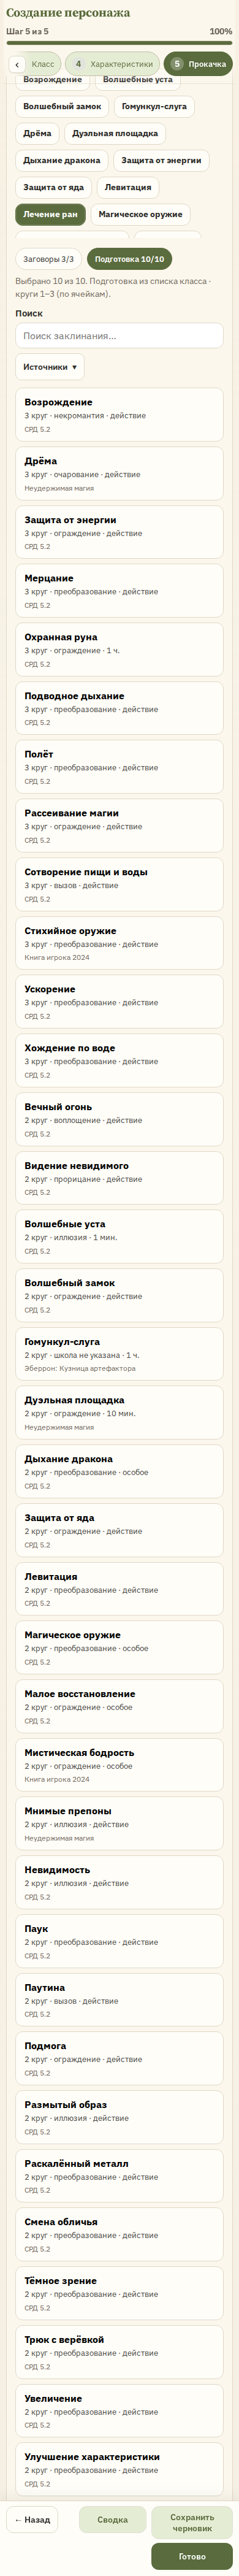 Создание персонажа
Шаг 5 из 5 100%
‹ Класс 4 Характеристики 5 Прокачка
Возрождение Волшебные уста
Волшебный замок Гомункул-слуга
Дрёма Дуэльная площадка
Дыхание дракона Защита от энергии
Защита от яда Левитация
Лечение ран Магическое оружие
Заговоры 3/3 Подготовка 10/10
Выбрано 10 из 10. Подготовка из списка класса ·
круги 1–3 (по ячейкам).
Поиск
Поиск заклинания…
Источники ▾
Возрождение
3 круг · некромантия · действие
СРД 5.2
Дрёма
3 круг · очарование · действие
Неудержимая магия
Защита от энергии
3 круг · ограждение · действие
СРД 5.2
Мерцание
3 круг · преобразование · действие
СРД 5.2
Охранная руна
3 круг · ограждение · 1 ч.
СРД 5.2
Подводное дыхание
3 круг · преобразование · действие
СРД 5.2
Полёт
3 круг · преобразование · действие
СРД 5.2
Рассеивание магии
3 круг · ограждение · действие
СРД 5.2
Сотворение пищи и воды
3 круг · вызов · действие
СРД 5.2
Стихийное оружие
3 круг · преобразование · действие
Книга игрока 2024
Ускорение
3 круг · преобразование · действие
СРД 5.2
Хождение по воде
3 круг · преобразование · действие
СРД 5.2
Вечный огонь
2 круг · воплощение · действие
СРД 5.2
Видение невидимого
2 круг · прорицание · действие
СРД 5.2
Волшебные уста
2 круг · иллюзия · 1 мин.
СРД 5.2
Волшебный замок
2 круг · ограждение · действие
СРД 5.2
Гомункул-слуга
2 круг · школа не указана · 1 ч.
Эберрон: Кузница артефактора
Дуэльная площадка
2 круг · ограждение · 10 мин.
Неудержимая магия
Дыхание дракона
2 круг · преобразование · особое
СРД 5.2
Защита от яда
2 круг · ограждение · действие
СРД 5.2
Левитация
2 круг · преобразование · действие
СРД 5.2
Магическое оружие
2 круг · преобразование · особое
СРД 5.2
Малое восстановление
2 круг · ограждение · особое
СРД 5.2
Мистическая бодрость
2 круг · ограждение · особое
Книга игрока 2024
Мнимые препоны
2 круг · иллюзия · действие
Неудержимая магия
Невидимость
2 круг · иллюзия · действие
СРД 5.2
Паук
2 круг · преобразование · действие
СРД 5.2
Паутина
2 круг · вызов · действие
СРД 5.2
Подмога
2 круг · ограждение · действие
СРД 5.2
Размытый образ
2 круг · иллюзия · действие
СРД 5.2
Раскалённый металл
2 круг · преобразование · действие
СРД 5.2
Смена обличья
2 круг · преобразование · действие
СРД 5.2
Тёмное зрение
2 круг · преобразование · действие
СРД 5.2
Трюк с верёвкой
2 круг · преобразование · действие
СРД 5.2
Увеличение
2 круг · преобразование · действие
СРД 5.2
Улучшение характеристики
2 круг · преобразование · действие
СРД 5.2
← Назад Сводка Сохранить
черновик
Готово